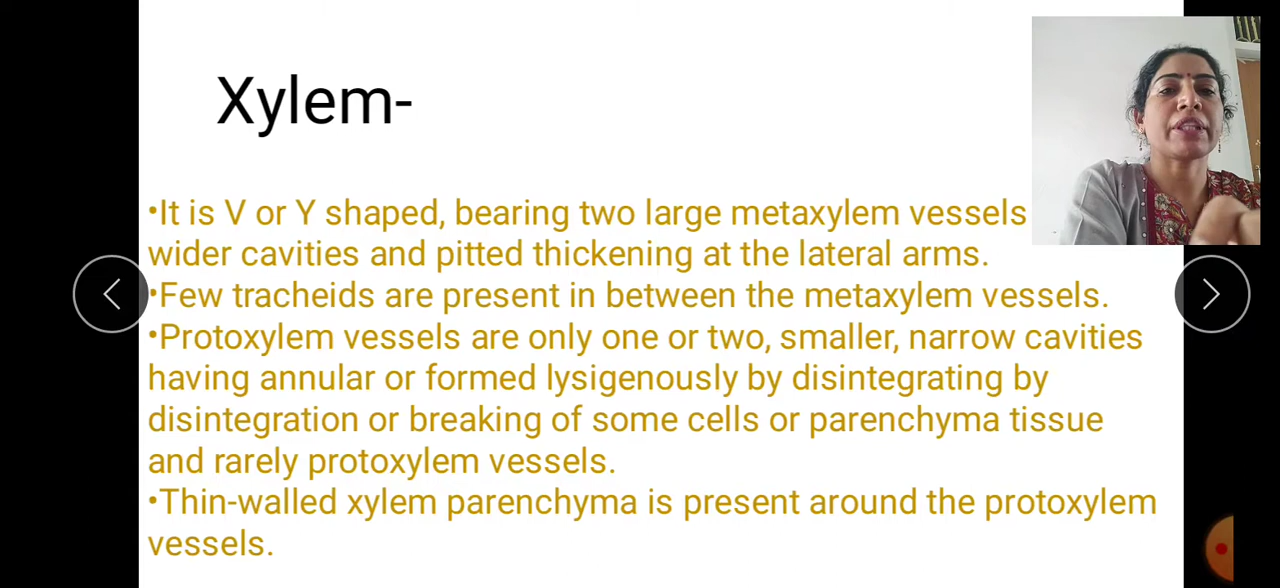 Xylem-
•It is V or Y shaped, bearing two large metaxylem vessels
wider cavities and pitted thickening at the lateral arms.
•Few tracheids are present in between the metaxylem vessels.
•Protoxylem vessels are only one or two, smaller, narrow cavities
having annular or formed lysigenously by disintegrating by
disintegration or breaking of some cells or parenchyma tissue
and rarely protoxylem vessels.
•Thin-walled xylem parenchyma is present around the protoxylem
vessels.